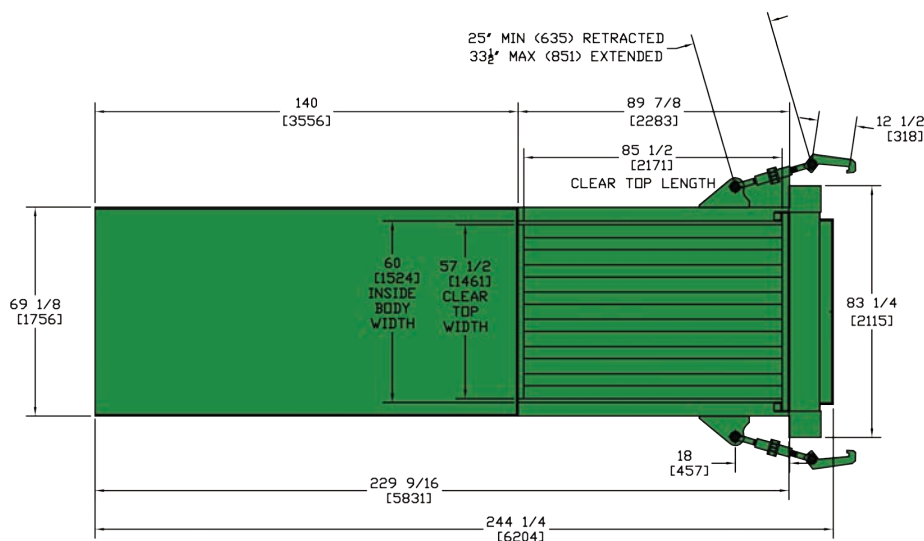 25" MIN (635) RETRACTED
33½" MAX (851) EXTENDED
140
[3556]
89 7/8
[2283]
12 1/2
[318]
85 1/2
[2171]
CLEAR TOP LENGTH
69 1/8
[1756]
60
[1524]
INSIDE
BODY
WIDTH
57 1/2
[1461]
CLEAR
TOP
WIDTH
83 1/4
[2115]
18
[457]
229 9/16
[5831]
244 1/4
[6204]